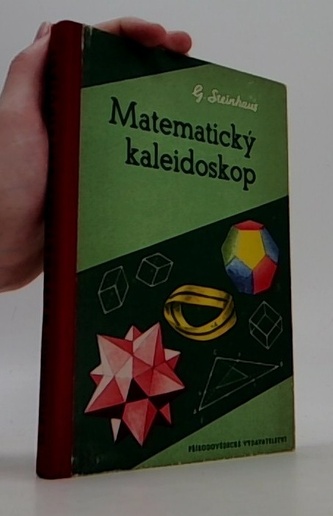 G. Steinhaus
Matematický
kaleidoskop
PŘÍRODOVĚDECKÉ VYDAVATELSTVÍ